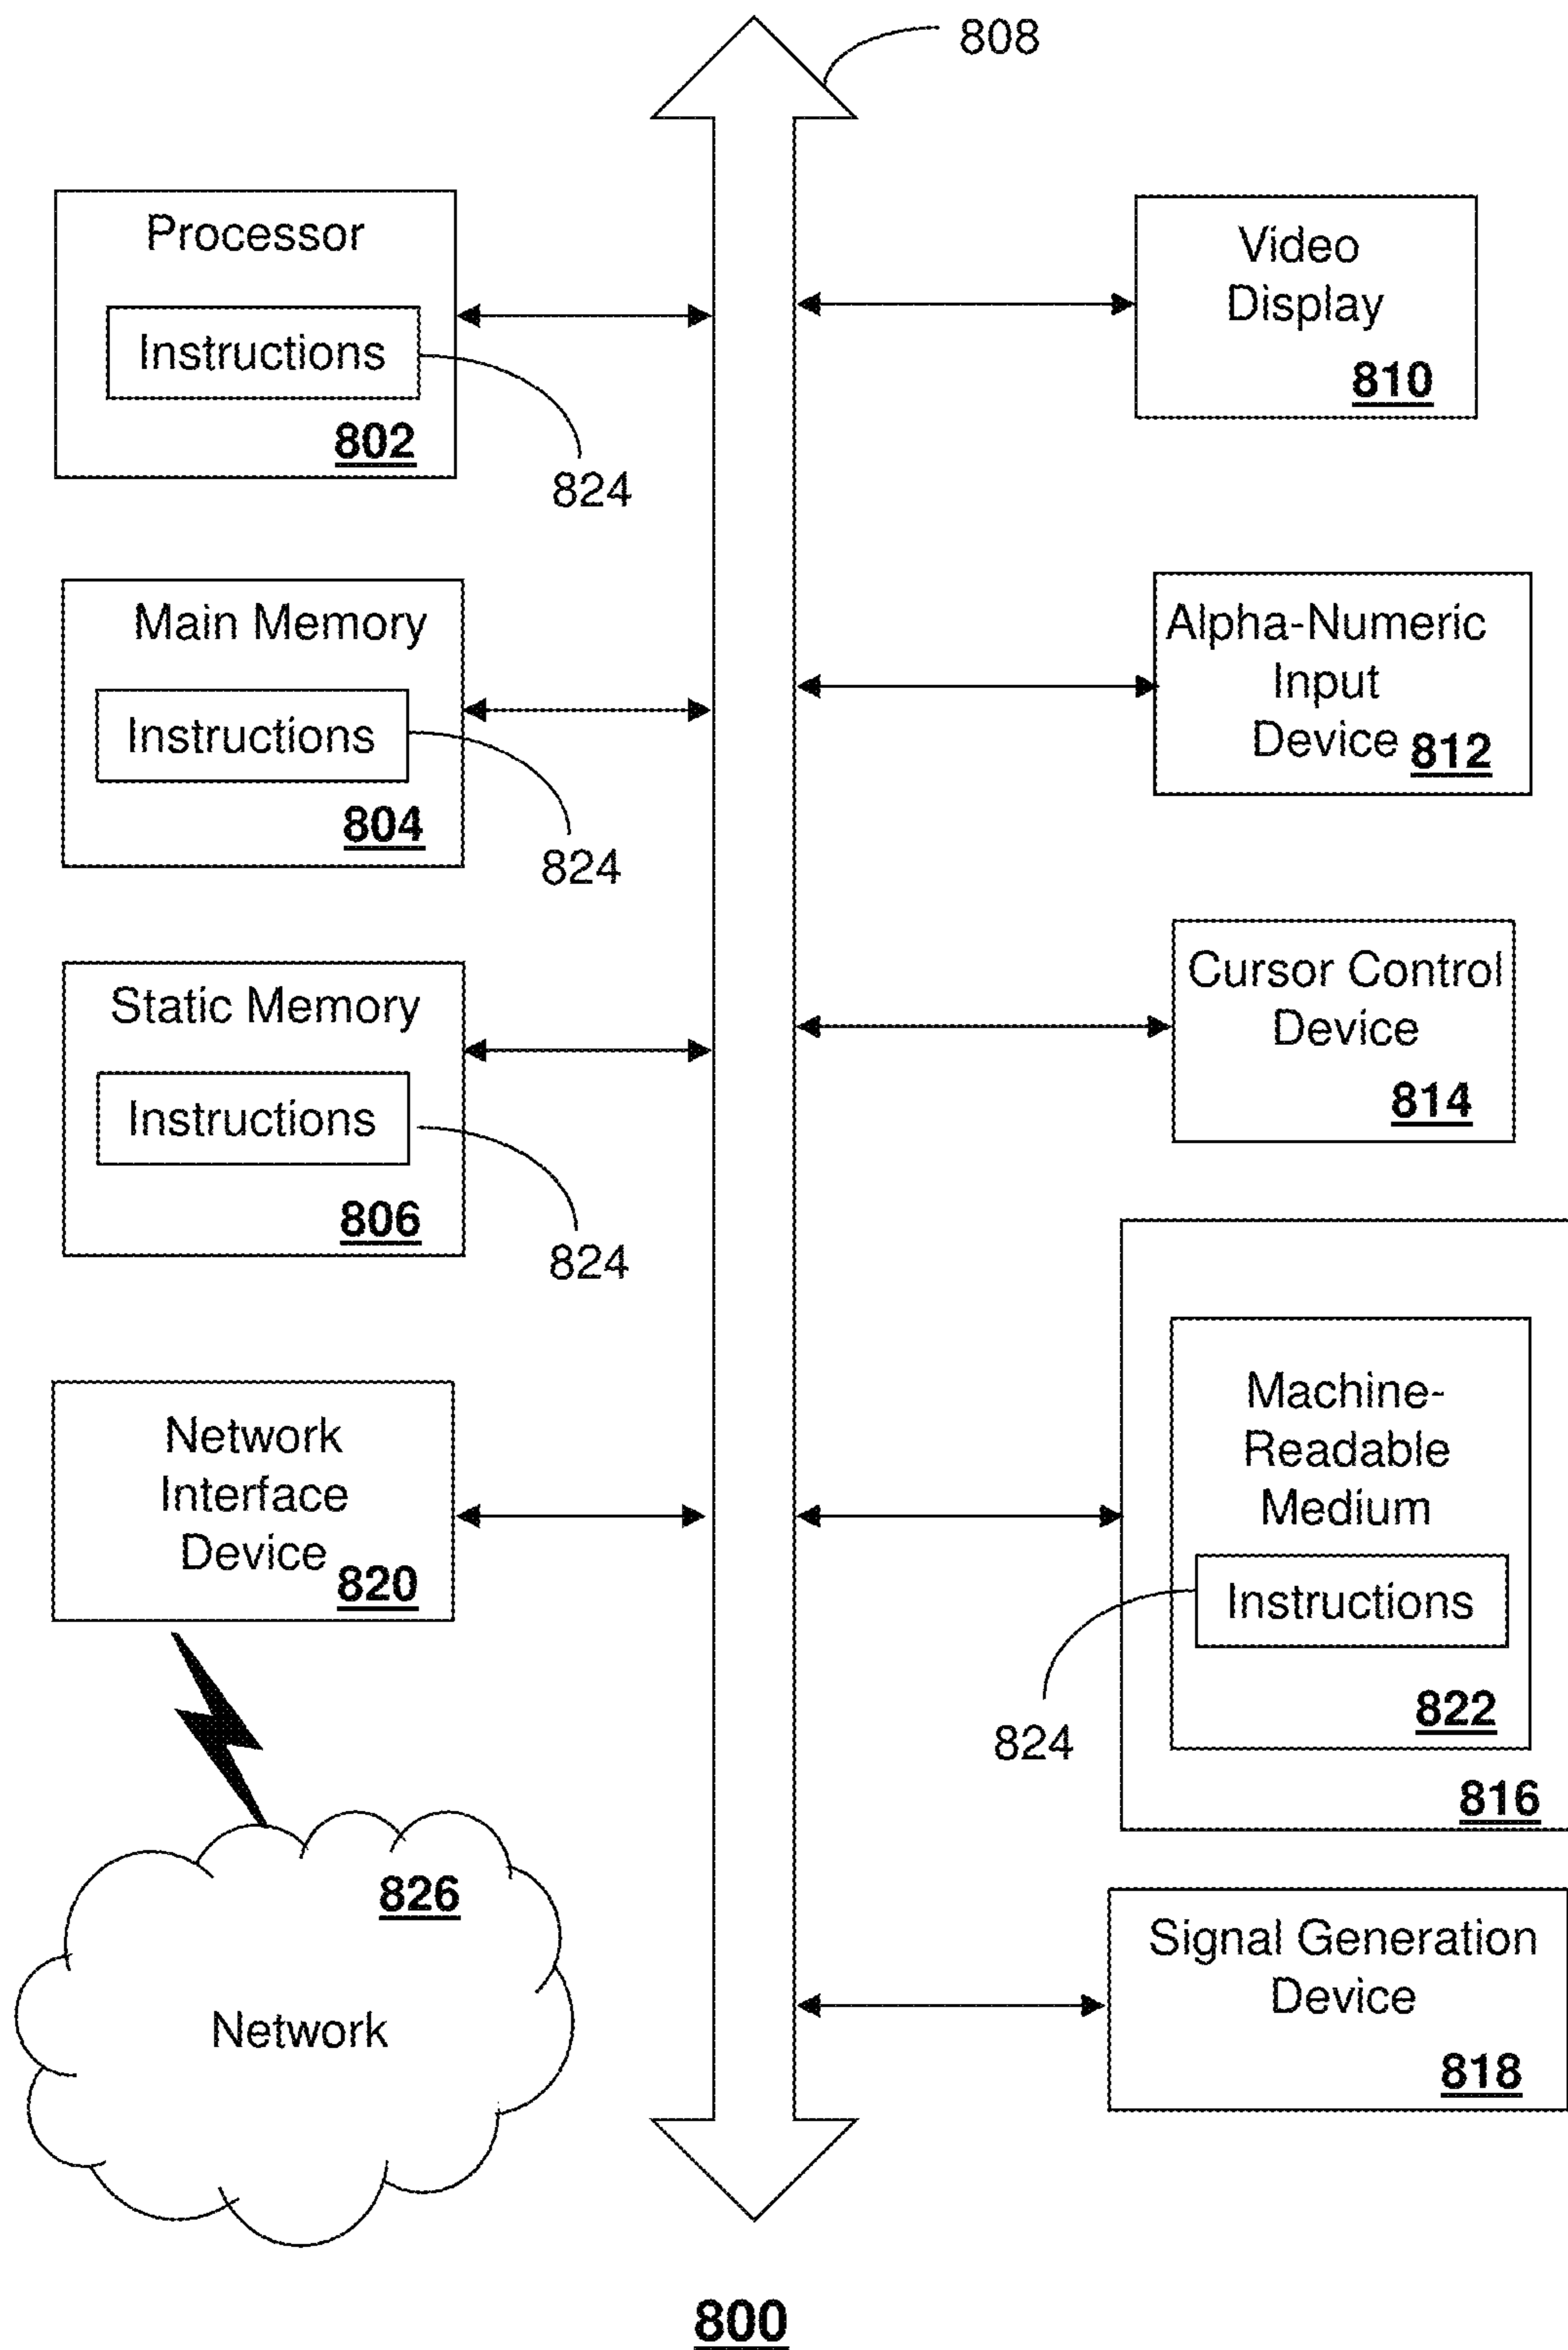 808
Processor
Instructions
802
824
Main Memory
Instructions
804
824
Static Memory
Instructions
806
824
Network
Interface
Device
820
826
Network
Video
Display
810
Alpha-Numeric
Input
Device 812
Cursor Control
Device
814
Machine-
Readable
Medium
Instructions
822
824
816
Signal Generation
Device
818
800